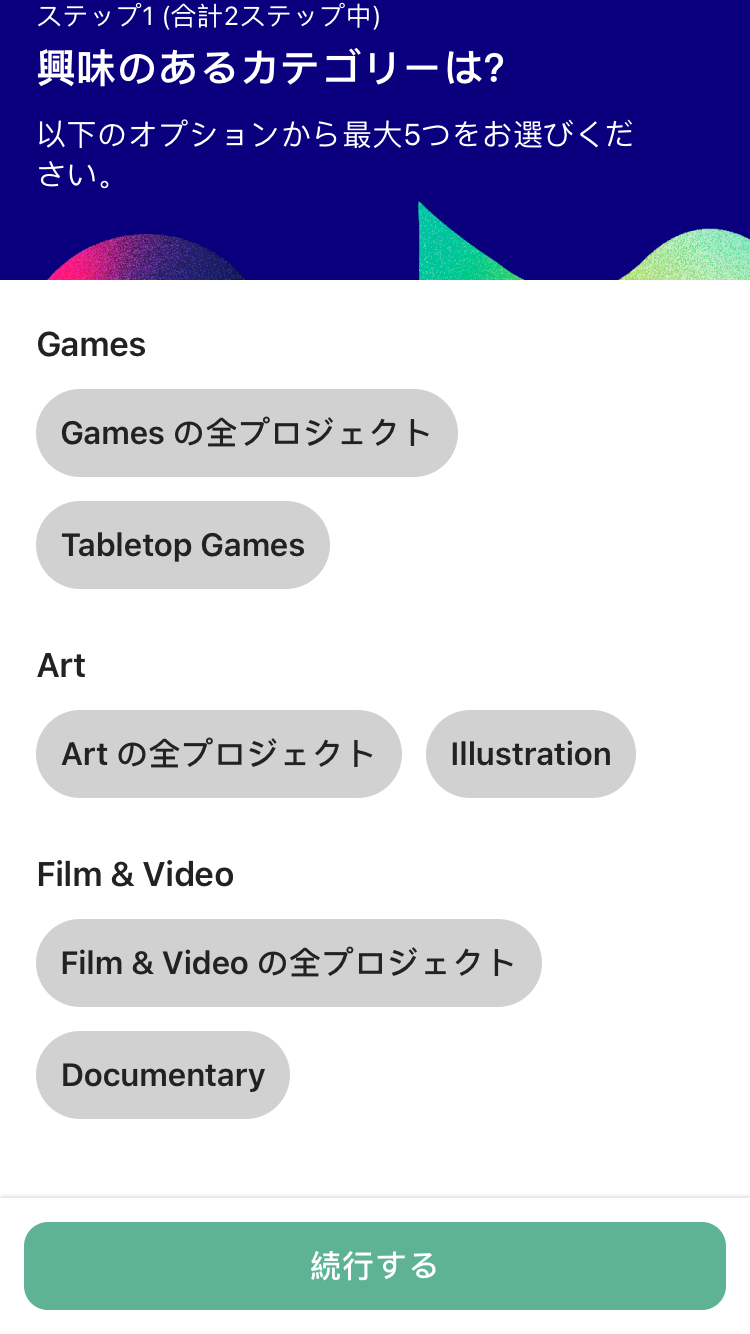 ステップ1 (合計2ステップ中)
興味のあるカテゴリーは?
以下のオプションから最大5つをお選びくだ
さい。
Games
Games の全プロジェクト
Tabletop Games
Art
Art の全プロジェクト
Illustration
Film & Video
Film & Video の全プロジェクト
Documentary
続行する